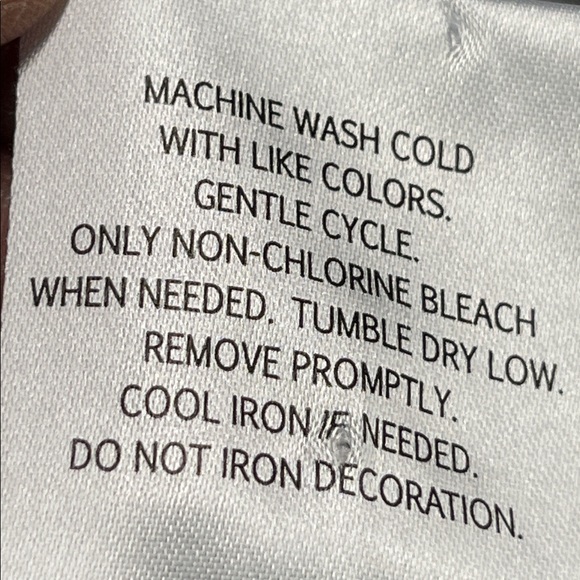 MACHINE WASH COLD
WITH LIKE COLORS.
GENTLE CYCLE.
ONLY NON-CHLORINE BLEACH
WHEN NEEDED. TUMBLE DRY LOW.
REMOVE PROMPTLY.
COOL IRON IF NEEDED.
DO NOT IRON DECORATION.